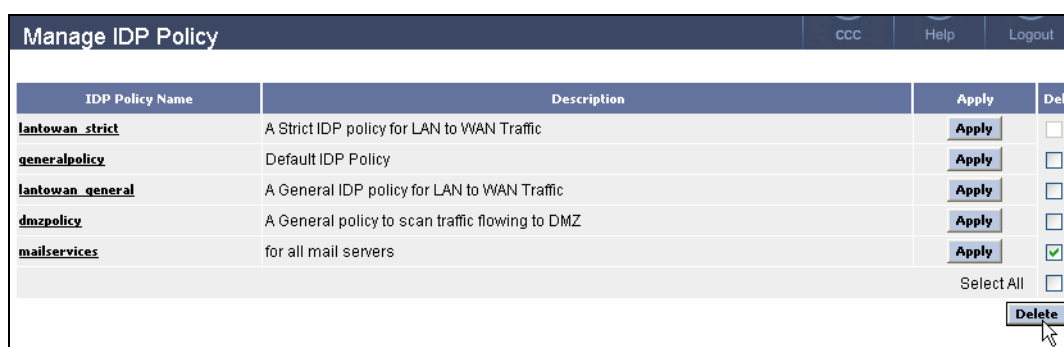 Manage IDP Policy
CCC Help Logout
IDP Policy Name Description Apply Del
lantowan_strict A Strict IDP policy for LAN to WAN Traffic Apply
generalpolicy Default IDP Policy Apply
lantowan_general A General IDP policy for LAN to WAN Traffic Apply
dmzpolicy A General policy to scan traffic flowing to DMZ Apply
mailservices for all mail servers Apply
Select All
Delete